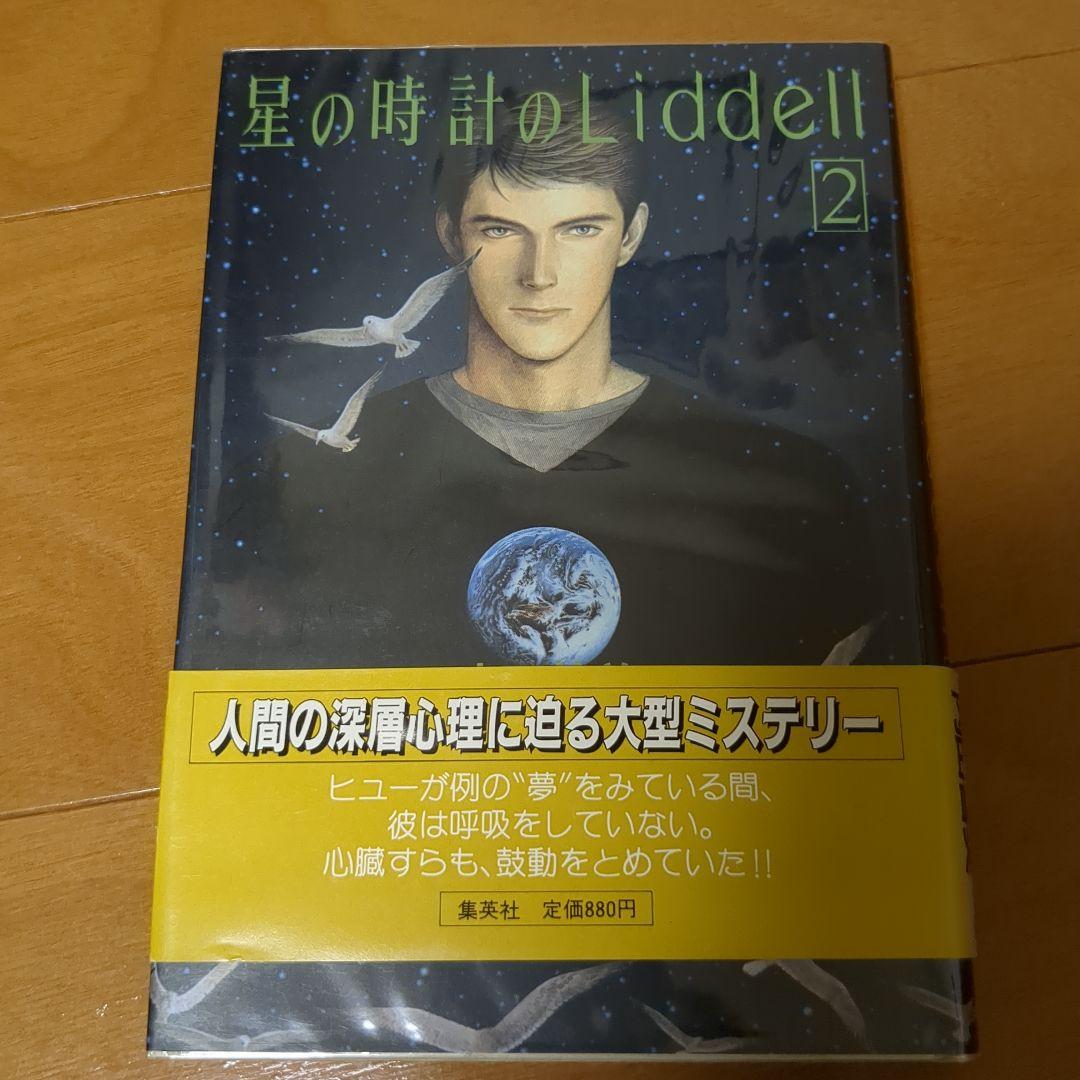 星の時計のLiddell
2
人間の深層心理に迫る大型ミステリー
ヒューが例の"夢"をみている間、
彼は呼吸をしていない。
心臓すらも、鼓動をとめていた!!
集英社 定価880円